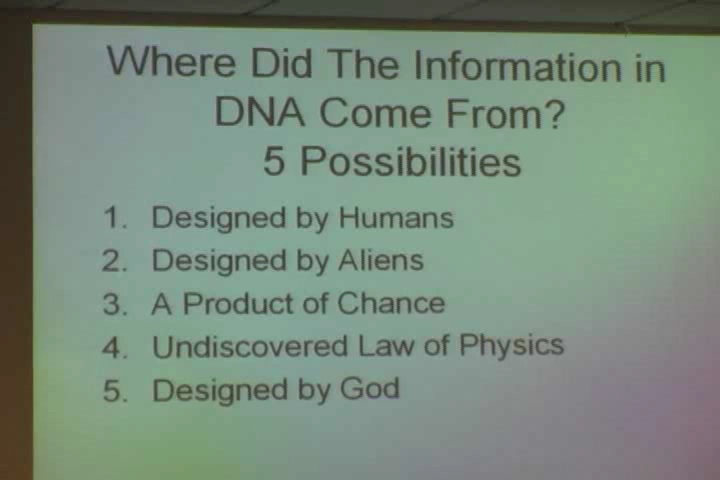 Where Did The Information in
DNA Come From?
5 Possibilities
1. Designed by Humans
2. Designed by Aliens
3. A Product of Chance
4. Undiscovered Law of Physics
5. Designed by God